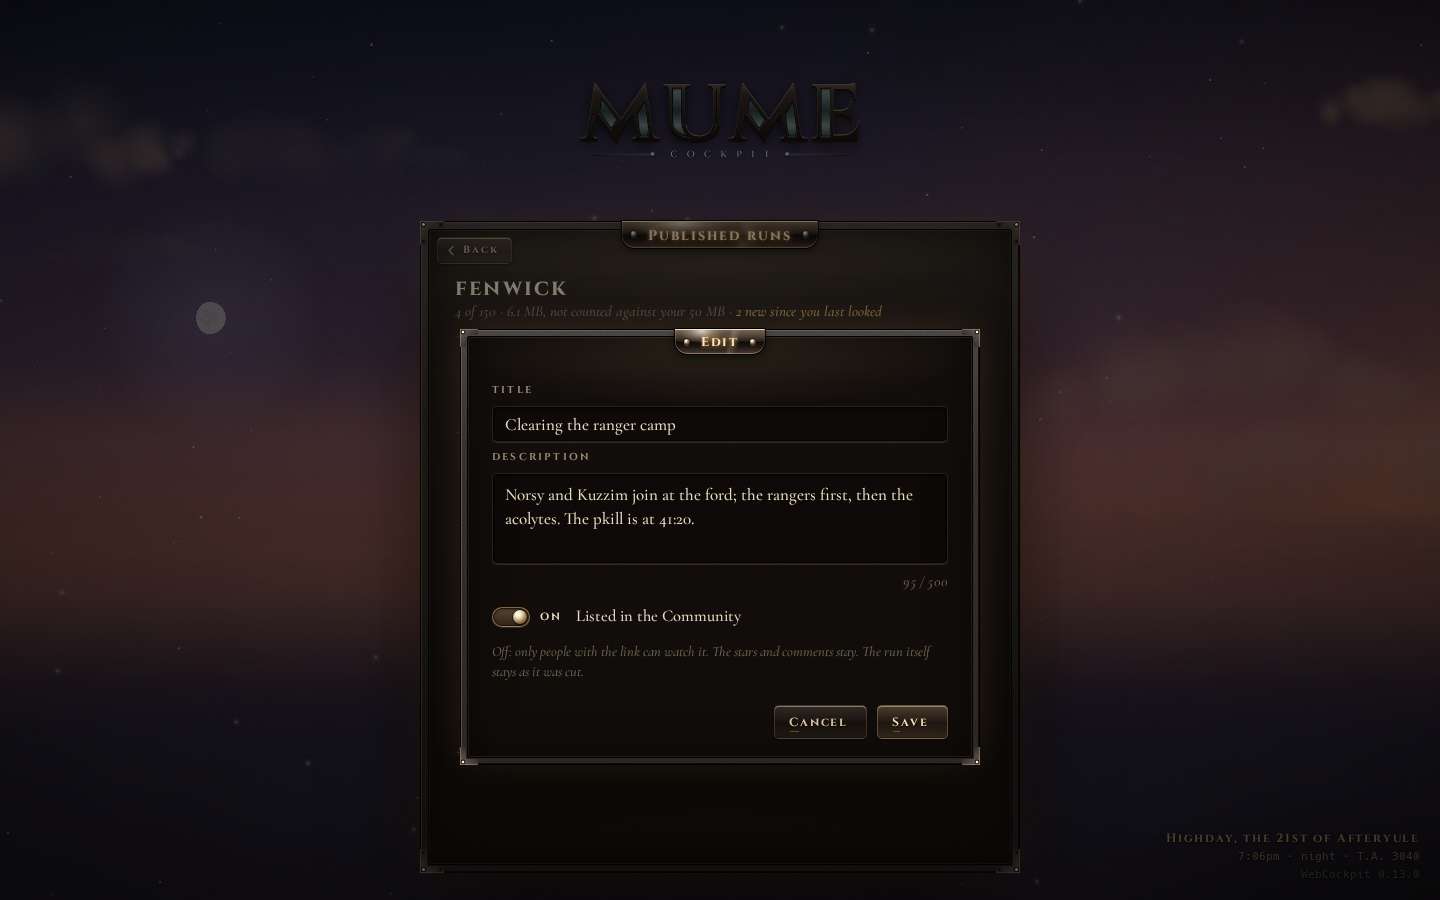 MUME
COCKPIT
Published runs
Back
FENWICK
4 of 150 · 6.1 MB, not counted against your 50 MB · 2 new since you last looked
Edit
TITLE
Clearing the ranger camp
DESCRIPTION
Norsy and Kuzzim join at the ford; the rangers first, then the
acolytes. The pkill is at 41:20.
95 / 500
ON Listed in the Community
Off: only people with the link can watch it. The stars and comments stay. The run itself
stays as it was cut.
Cancel Save
Highday, the 21st of Afteryule
7:06pm · night · T.A. 3040
WebCockpit 0.13.0